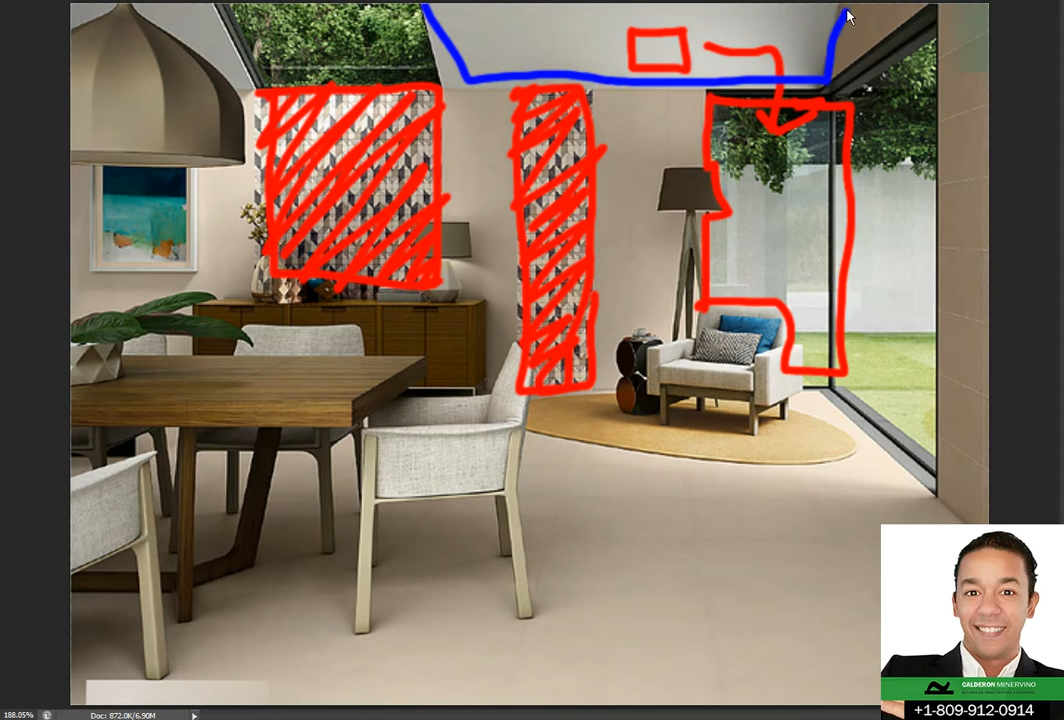 CALDERON MINERVINO
+1-809-912-0914
188.05%
Doc: 872.0K/6.90M